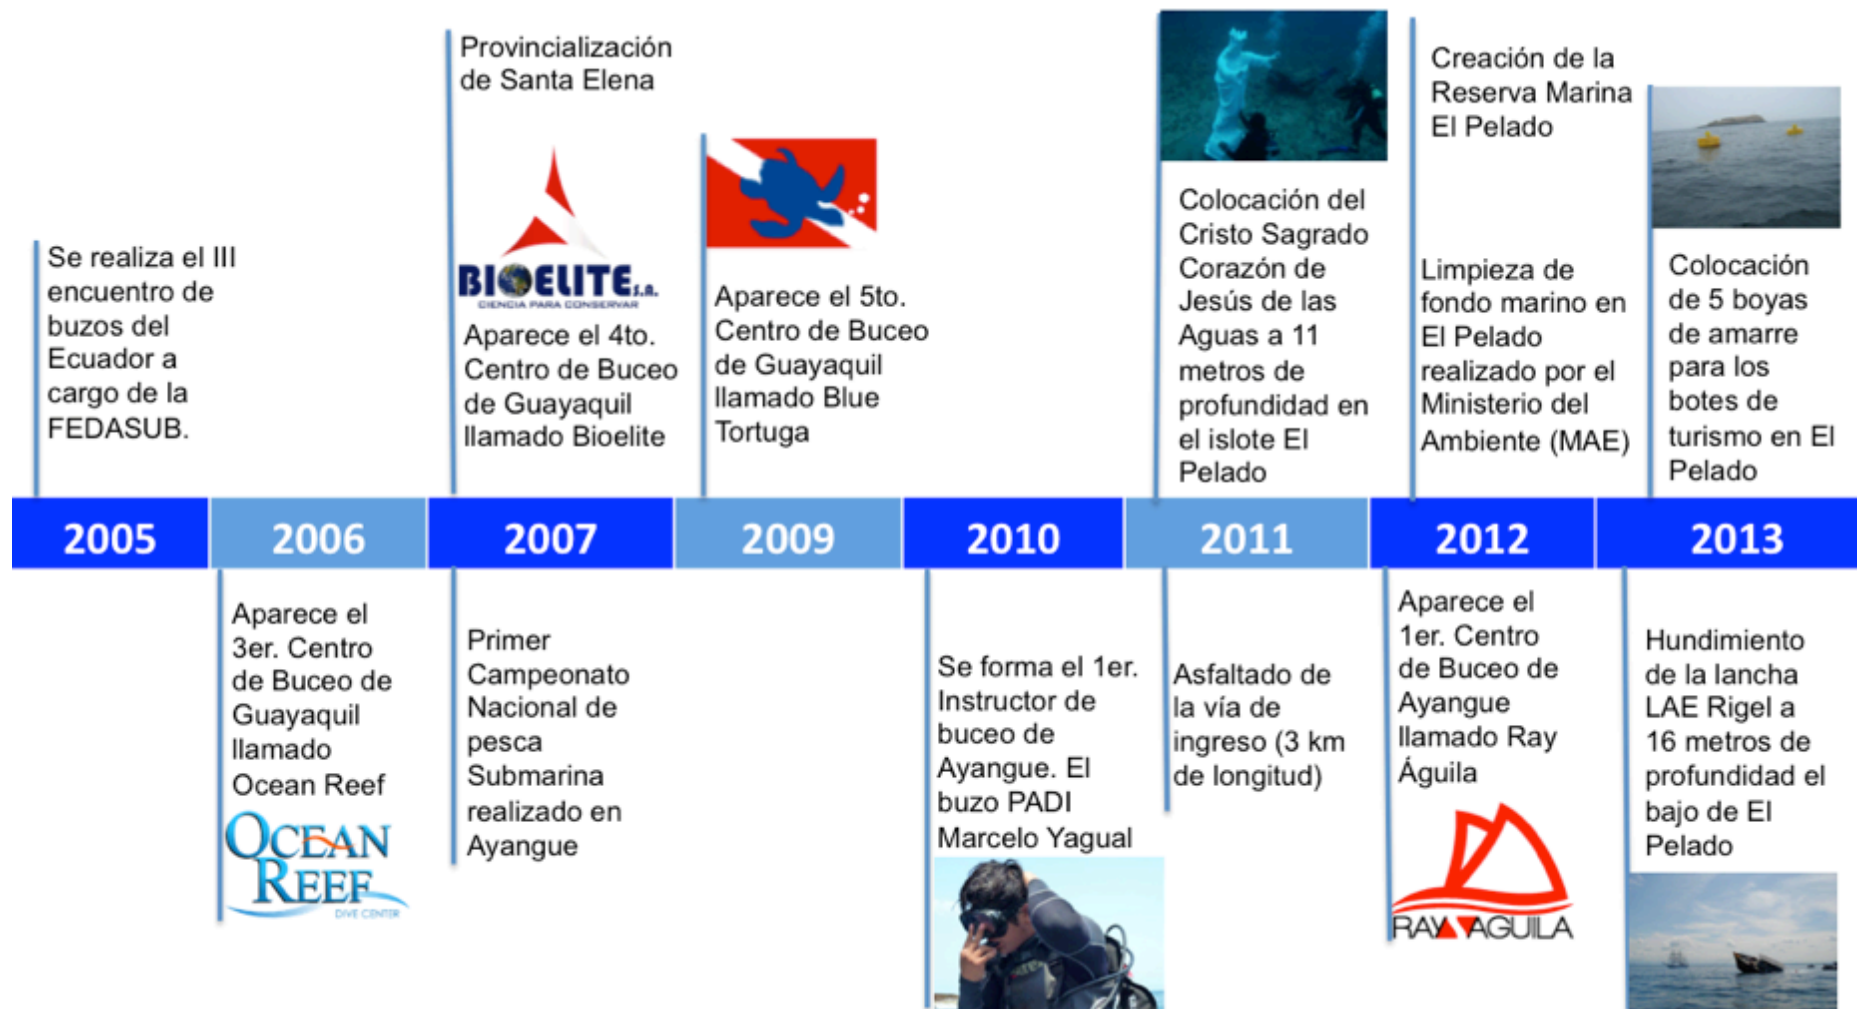 Se realiza el III
encuentro de
buzos del
Ecuador a
cargo de la
FEDASUB.
Provincialización
de Santa Elena
BIOELITE S.A.
CIENCIA PARA CONSERVAR
Aparece el 4to.
Centro de Buceo
de Guayaquil
llamado Bioelite
Aparece el 5to.
Centro de Buceo
de Guayaquil
llamado Blue
Tortuga
Colocación del
Cristo Sagrado
Corazón de
Jesús de las
Aguas a 11
metros de
profundidad en
el islote El
Pelado
Creación de la
Reserva Marina
El Pelado
Limpieza de
fondo marino en
El Pelado
realizado por el
Ministerio del
Ambiente (MAE)
Colocación
de 5 boyas
de amarre
para los
botes de
turismo en El
Pelado
2005 2006 2007 2009 2010 2011 2012 2013
Aparece el
3er. Centro
de Buceo de
Guayaquil
llamado
Ocean Reef
OCEAN
REEF
DIVE CENTER
Primer
Campeonato
Nacional de
pesca
Submarina
realizado en
Ayangue
Se forma el 1er.
Instructor de
buceo de
Ayangue. El
buzo PADI
Marcelo Yagual
Asfaltado de
la vía de
ingreso (3 km
de longitud)
Aparece el
1er. Centro
de Buceo de
Ayangue
llamado Ray
Águila
RAY AGUILA
Hundimiento
de la lancha
LAE Rigel a
16 metros de
profundidad el
bajo de El
Pelado